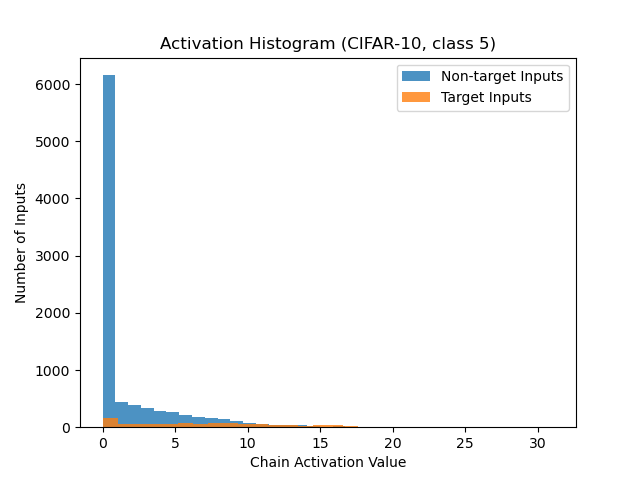 Activation Histogram (CIFAR-10, class 5)
Non-target Inputs
Target Inputs
Number of Inputs
6000
5000
4000
3000
2000
1000
0
0 5 10 15 20 25 30
Chain Activation Value